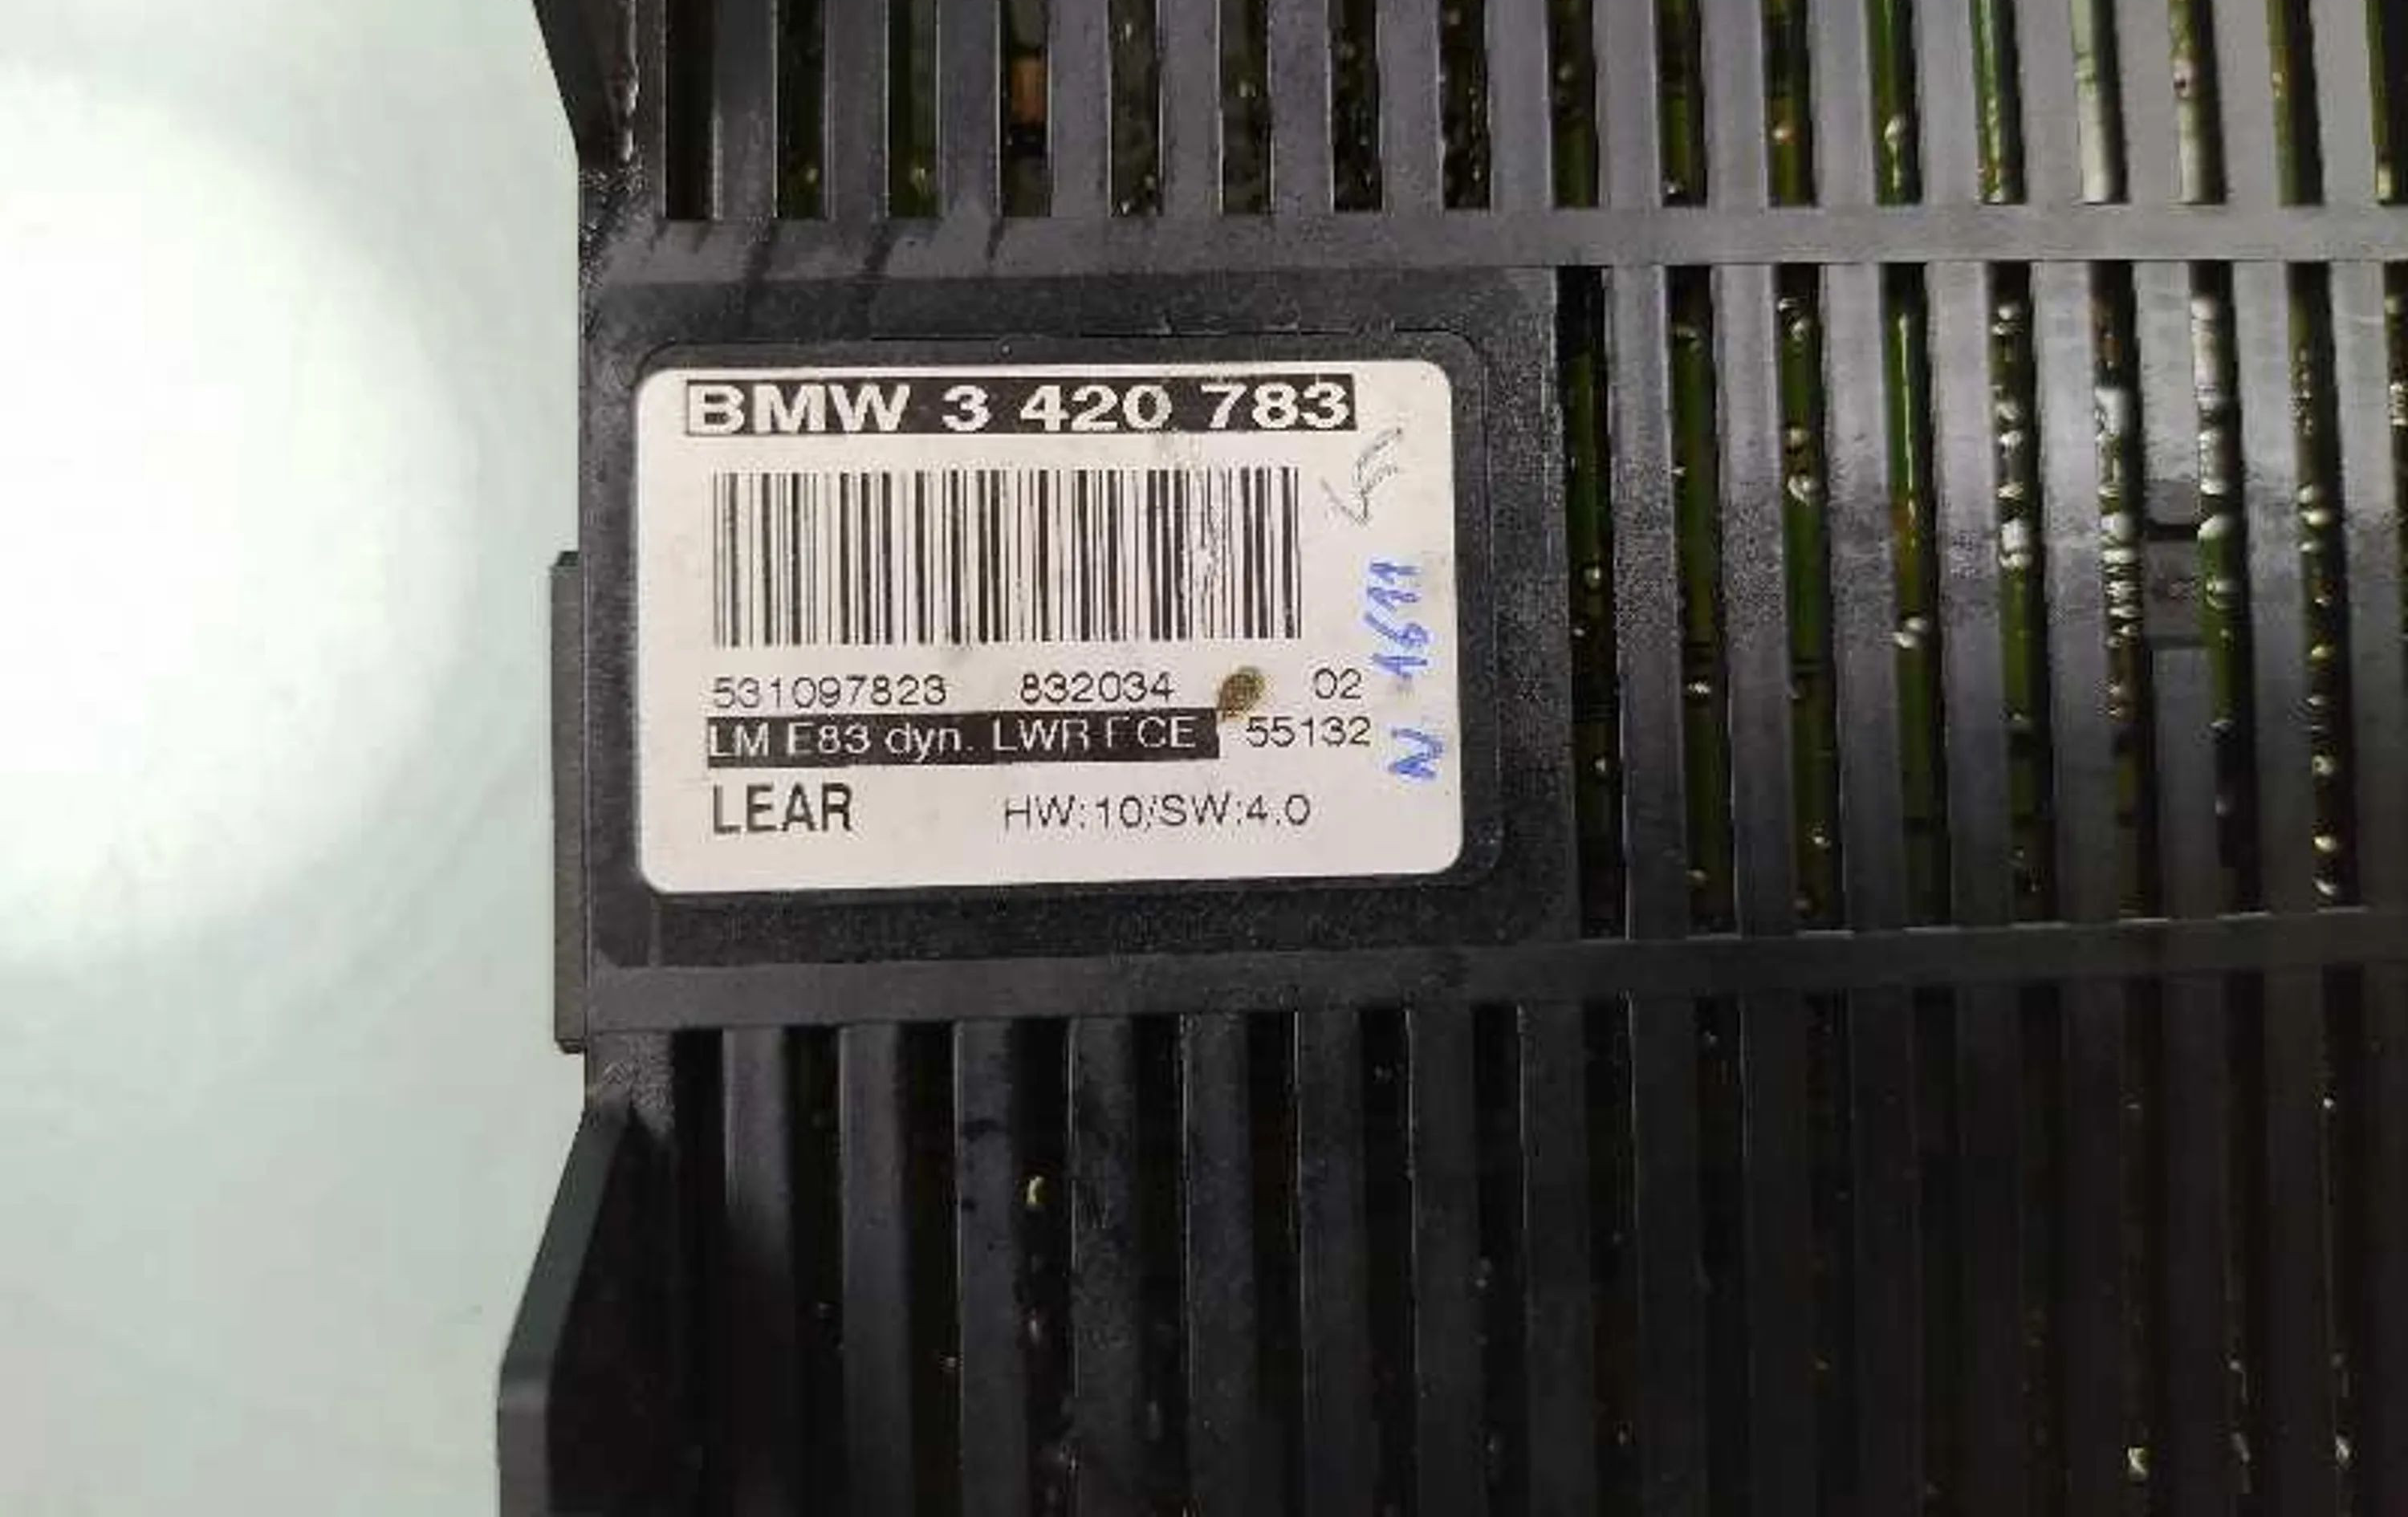 BMW 3 420 783
531097823 832034 02
LM E83 dyn. LWR FCE 55132
LEAR HW:10/SW:4.0
N 1611